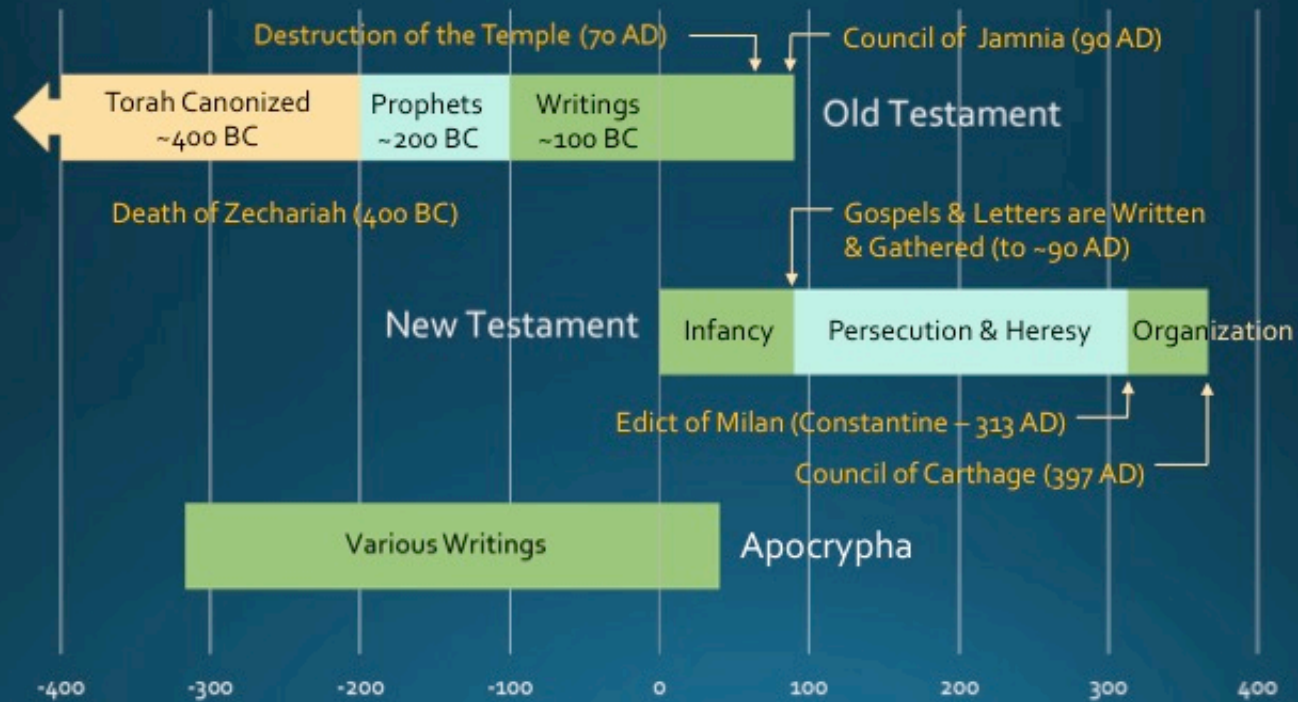 Destruction of the Temple (70 AD)
Council of Jamnia (90 AD)
Torah Canonized
~400 BC
Prophets
~200 BC
Writings
~100 BC
Old Testament
Death of Zechariah (400 BC)
Gospels & Letters are Written
& Gathered (to ~90 AD)
New Testament
Infancy
Persecution & Heresy
Organization
Edict of Milan (Constantine – 313 AD)
Council of Carthage (397 AD)
Various Writings
Apocrypha
-400 -300 -200 -100 0 100 200 300 400